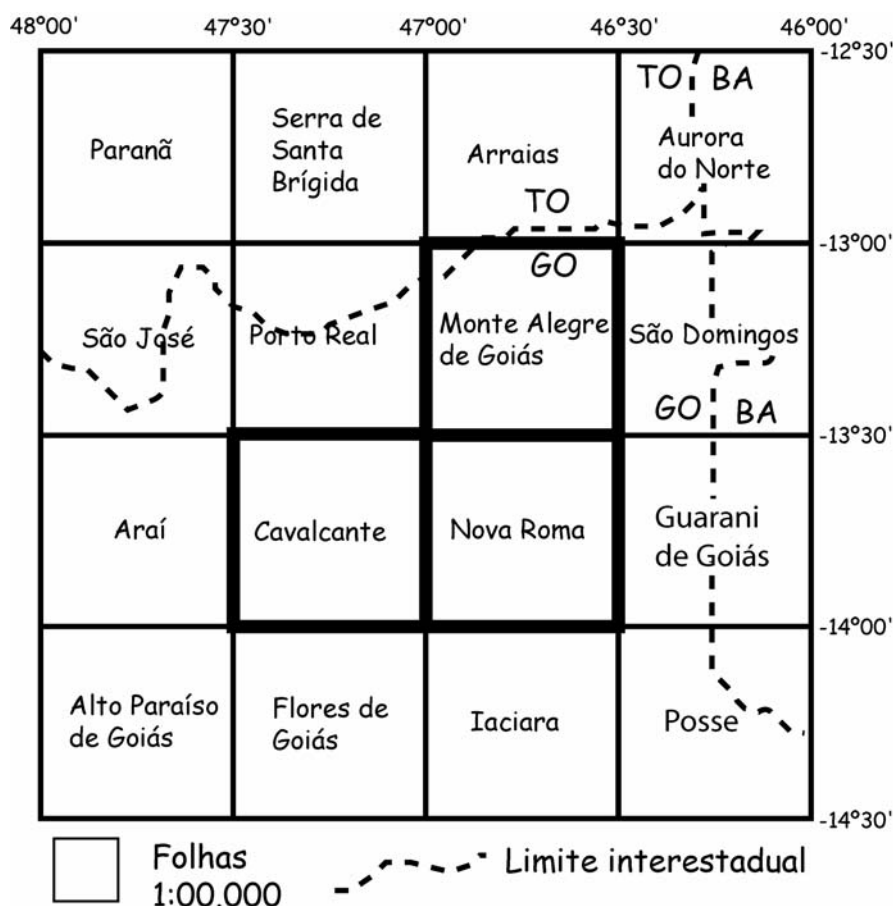 48°00' 47°30' 47°00' 46°30' 46°00'
-12°30'
TO BA
Paranã
Serra de
Santa
Brígida
Arraias
Aurora
do Norte
TO
-13°00'
GO
São José
Porto Real
Monte Alegre
de Goiás
São Domingos
GO BA
-13°30'
Araí
Cavalcante
Nova Roma
Guarani
de Goiás
-14°00'
Alto Paraíso
de Goiás
Flores de
Goiás
Iaciara
Posse
-14°30'
Folhas
1:00.000
Limite interestadual